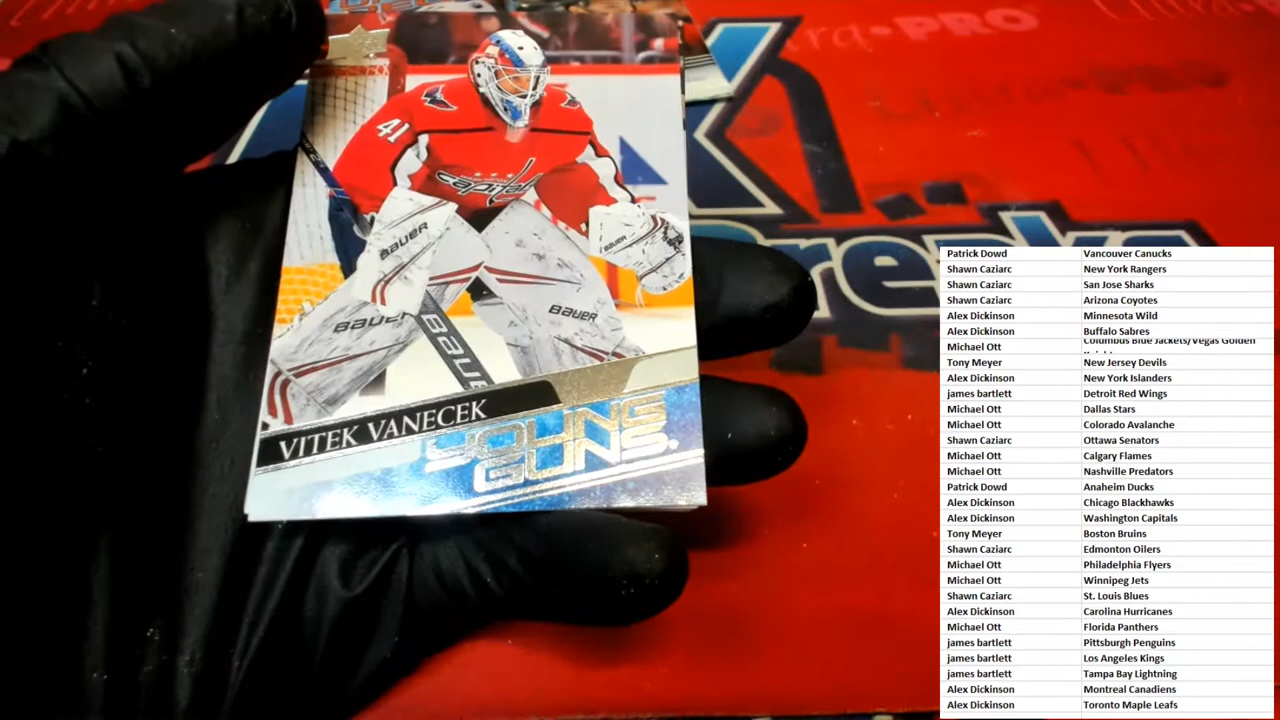 ra•PRO
41
capitals
BAUER
BAUER
BAUER
BAUER
BAUER
VITEK VANECEK
YOUNG
GUNS.
Breaks
Patrick Dowd Vancouver Canucks
Shawn Caziarc New York Rangers
Shawn Caziarc San Jose Sharks
Shawn Caziarc Arizona Coyotes
Alex Dickinson Minnesota Wild
Alex Dickinson Buffalo Sabres
Michael Ott Columbus Blue Jackets/Vegas Golden
Tony Meyer New Jersey Devils
Alex Dickinson New York Islanders
james bartlett Detroit Red Wings
Michael Ott Dallas Stars
Michael Ott Colorado Avalanche
Shawn Caziarc Ottawa Senators
Michael Ott Calgary Flames
Michael Ott Nashville Predators
Patrick Dowd Anaheim Ducks
Alex Dickinson Chicago Blackhawks
Alex Dickinson Washington Capitals
Tony Meyer Boston Bruins
Shawn Caziarc Edmonton Oilers
Michael Ott Philadelphia Flyers
Michael Ott Winnipeg Jets
Shawn Caziarc St. Louis Blues
Alex Dickinson Carolina Hurricanes
Michael Ott Florida Panthers
james bartlett Pittsburgh Penguins
james bartlett Los Angeles Kings
james bartlett Tampa Bay Lightning
Alex Dickinson Montreal Canadiens
Alex Dickinson Toronto Maple Leafs